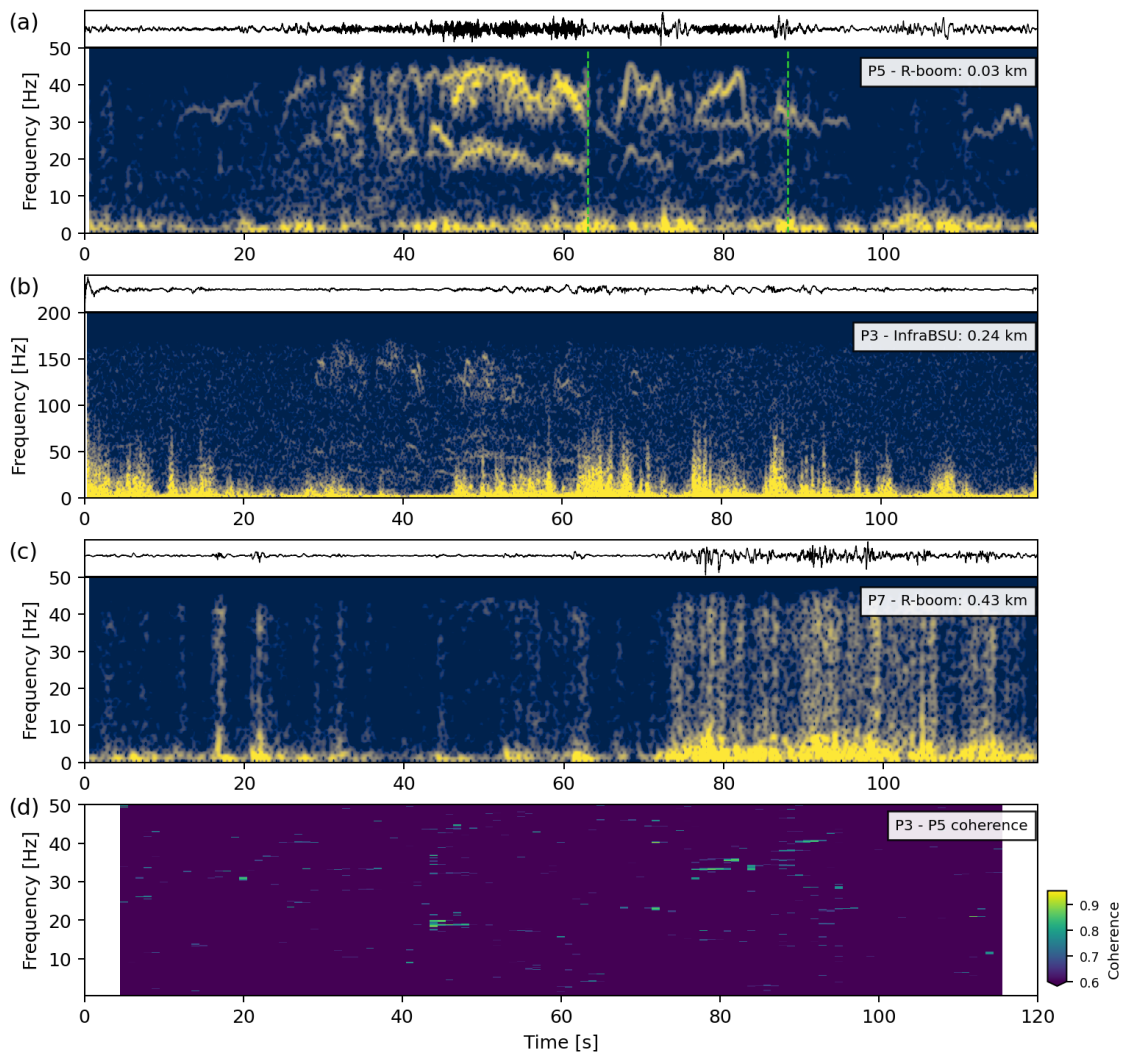 (a)
P5 - R-boom: 0.03 km
Frequency [Hz]
50
40
30
20
10
0
0 20 40 60 80 100
(b)
P3 - InfraBSU: 0.24 km
Frequency [Hz]
200
150
100
50
0
0 20 40 60 80 100
(c)
P7 - R-boom: 0.43 km
Frequency [Hz]
50
40
30
20
10
0
0 20 40 60 80 100
(d)
P3 - P5 coherence
Frequency [Hz]
50
40
30
20
10
0 20 40 60 80 100 120
Time [s]
0.9
0.8
0.7
0.6
Coherence